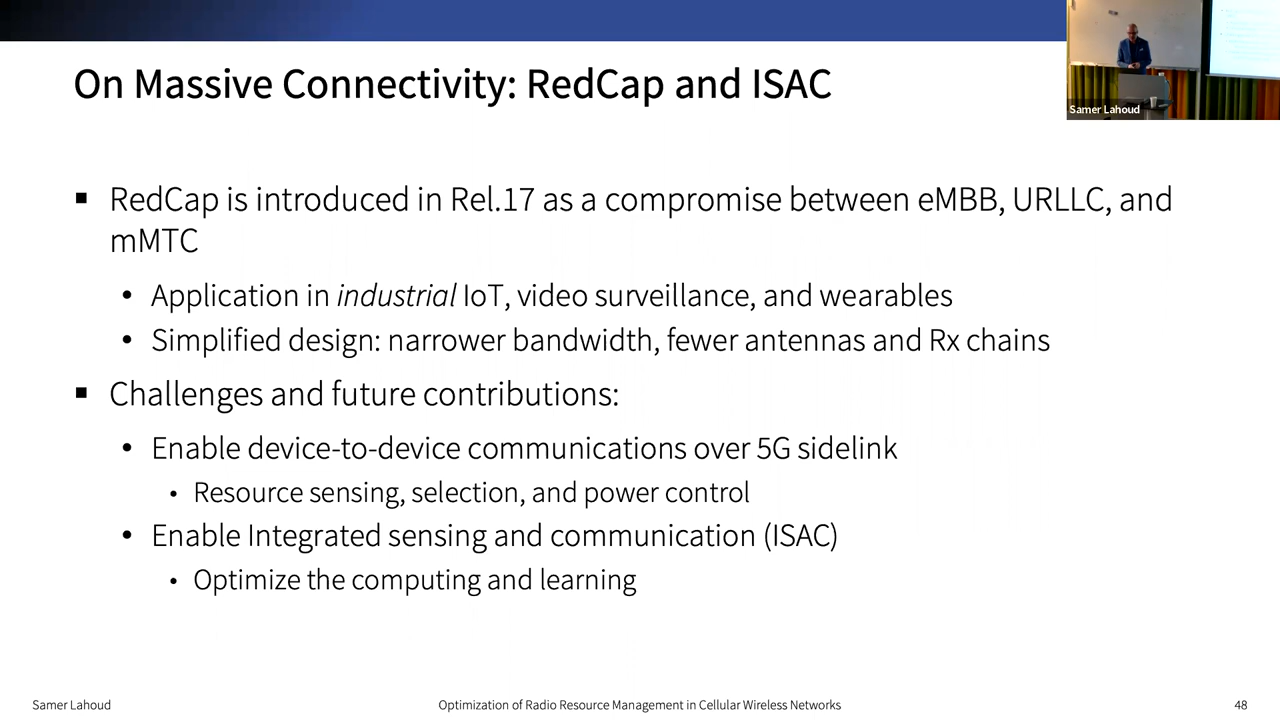 On Massive Connectivity: RedCap and ISAC
Samer Lahoud
▪ RedCap is introduced in Rel.17 as a compromise between eMBB, URLLC, and
mMTC
• Application in industrial IoT, video surveillance, and wearables
• Simplified design: narrower bandwidth, fewer antennas and Rx chains
▪ Challenges and future contributions:
• Enable device-to-device communications over 5G sidelink
• Resource sensing, selection, and power control
• Enable Integrated sensing and communication (ISAC)
• Optimize the computing and learning
Samer Lahoud
Optimization of Radio Resource Management in Cellular Wireless Networks
48